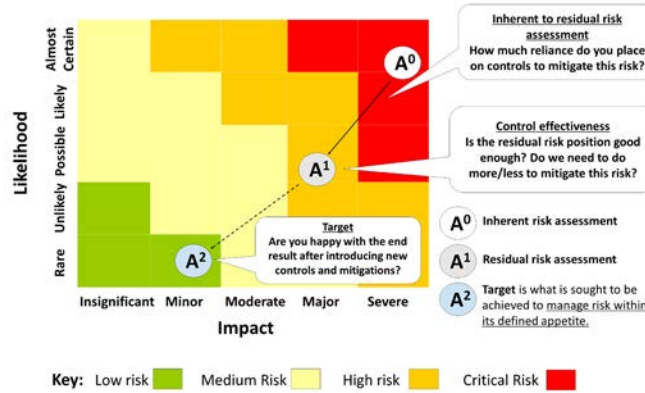 Likelihood
Almost
Certain
Likely
Possible
Unlikely
Rare
A0
A1
A2
Inherent to residual risk
assessment
How much reliance do you place
on controls to mitigate this risk?
Control effectiveness
Is the residual risk position good
enough? Do we need to do
more/less to mitigate this risk?
Target
Are you happy with the end
result after introducing new
controls and mitigations?
A0 Inherent risk assessment
A1 Residual risk assessment
A2 Target is what is sought to be
achieved to manage risk within
its defined appetite.
Insignificant Minor Moderate Major Severe
Impact
Key: Low risk Medium Risk High risk Critical Risk